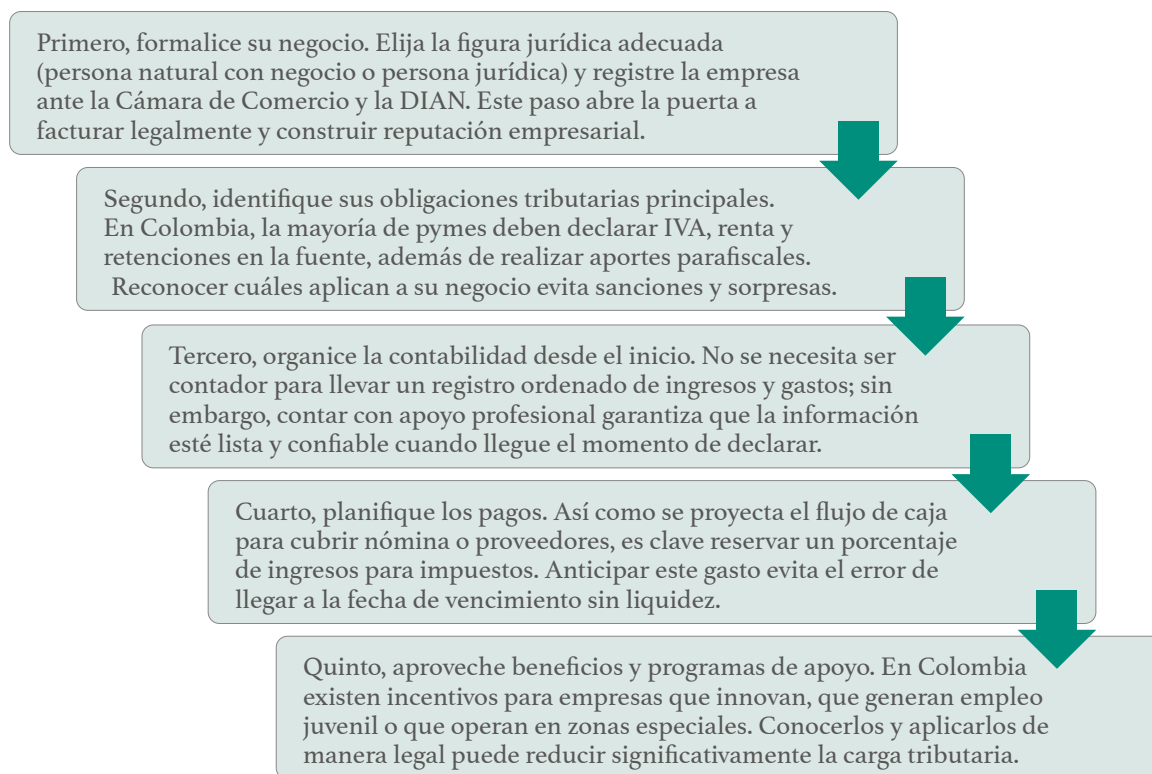 Primero, formalice su negocio. Elija la figura jurídica adecuada
(persona natural con negocio o persona jurídica) y registre la empresa
ante la Cámara de Comercio y la DIAN. Este paso abre la puerta a
facturar legalmente y construir reputación empresarial.
Segundo, identifique sus obligaciones tributarias principales.
En Colombia, la mayoría de pymes deben declarar IVA, renta y
retenciones en la fuente, además de realizar aportes parafiscales.
Reconocer cuáles aplican a su negocio evita sanciones y sorpresas.
Tercero, organice la contabilidad desde el inicio. No se necesita ser
contador para llevar un registro ordenado de ingresos y gastos; sin
embargo, contar con apoyo profesional garantiza que la información
esté lista y confiable cuando llegue el momento de declarar.
Cuarto, planifique los pagos. Así como se proyecta el flujo de caja
para cubrir nómina o proveedores, es clave reservar un porcentaje
de ingresos para impuestos. Anticipar este gasto evita el error de
llegar a la fecha de vencimiento sin liquidez.
Quinto, aproveche beneficios y programas de apoyo. En Colombia
existen incentivos para empresas que innovan, que generan empleo
juvenil o que operan en zonas especiales. Conocerlos y aplicarlos de
manera legal puede reducir significativamente la carga tributaria.